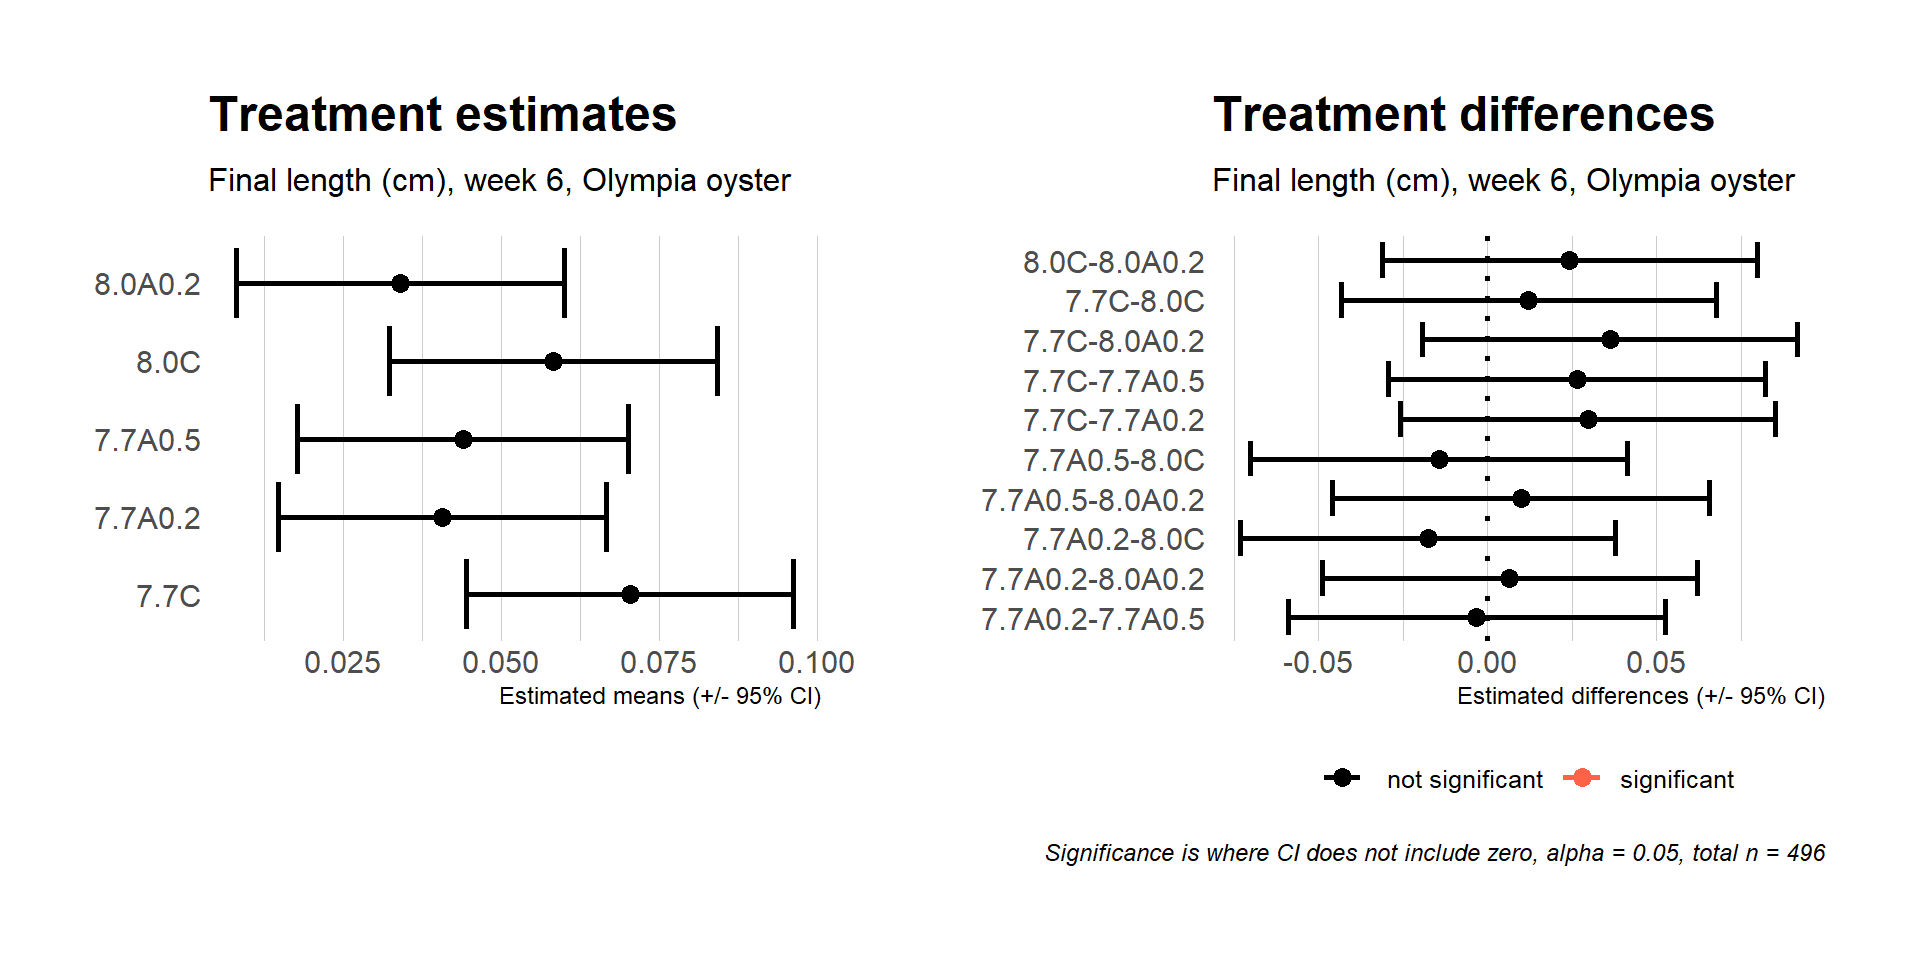 Treatment estimates
Final length (cm), week 6, Olympia oyster
8.0A0.2
8.0C
7.7A0.5
7.7A0.2
7.7C
0.025 0.050 0.075 0.100
Estimated means (+/- 95% CI)
Treatment differences
Final length (cm), week 6, Olympia oyster
8.0C-8.0A0.2
7.7C-8.0C
7.7C-8.0A0.2
7.7C-7.7A0.5
7.7C-7.7A0.2
7.7A0.5-8.0C
7.7A0.5-8.0A0.2
7.7A0.2-8.0C
7.7A0.2-8.0A0.2
7.7A0.2-7.7A0.5
-0.05 0.00 0.05
Estimated differences (+/- 95% CI)
not significant significant
Significance is where CI does not include zero, alpha = 0.05, total n = 496